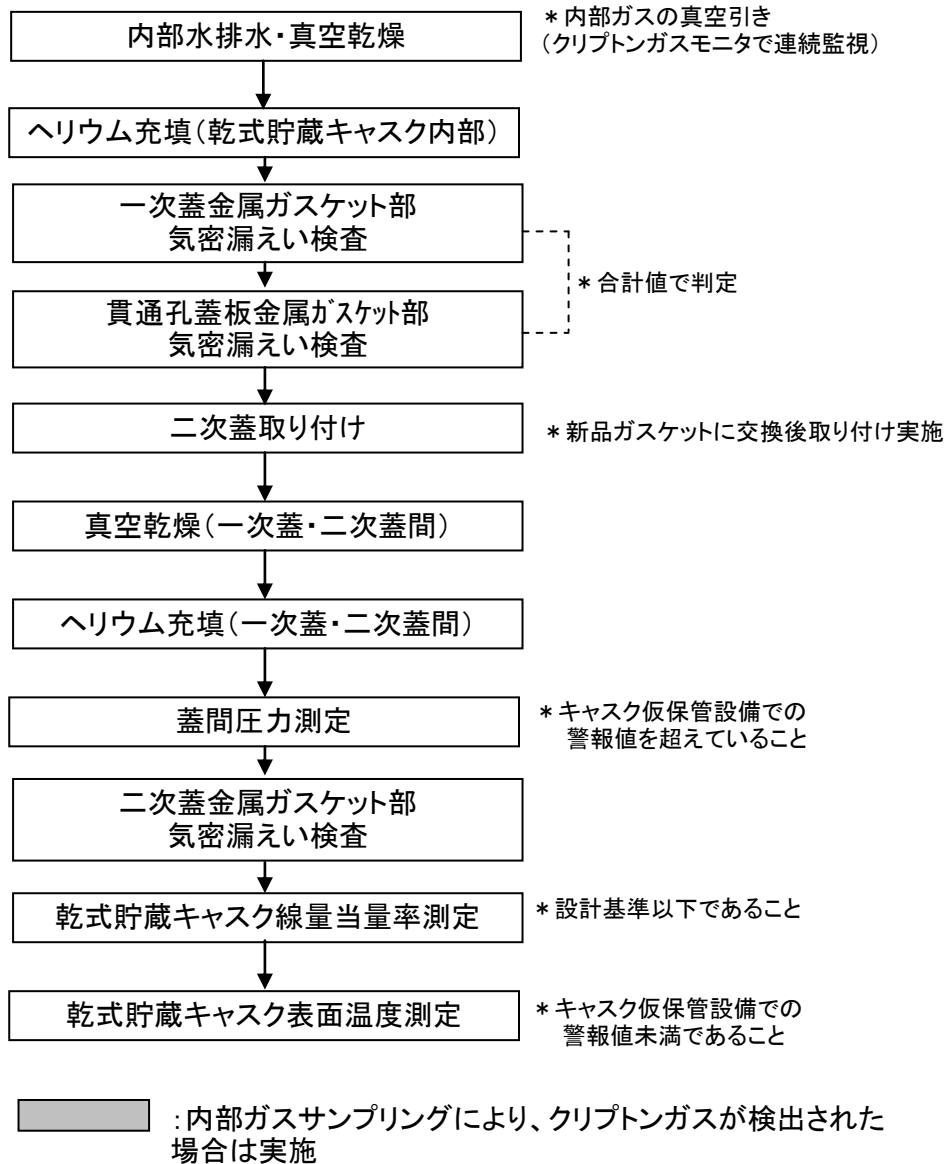 内部水排水・真空乾燥
＊内部ガスの真空引き
（クリプトンガスモニタで連続監視）
ヘリウム充填（乾式貯蔵キャスク内部）
一次蓋金属ガスケット部
気密漏えい検査
＊合計値で判定
貫通孔蓋板金属ガスケット部
気密漏えい検査
二次蓋取り付け
＊新品ガスケットに交換後取り付け実施
真空乾燥（一次蓋・二次蓋間）
ヘリウム充填（一次蓋・二次蓋間）
蓋間圧力測定
＊キャスク仮保管設備での
警報値を超えていること
二次蓋金属ガスケット部
気密漏えい検査
乾式貯蔵キャスク線量当量率測定
＊設計基準以下であること
乾式貯蔵キャスク表面温度測定
＊キャスク仮保管設備での
警報値未満であること
：内部ガスサンプリングにより、クリプトンガスが検出された
場合は実施